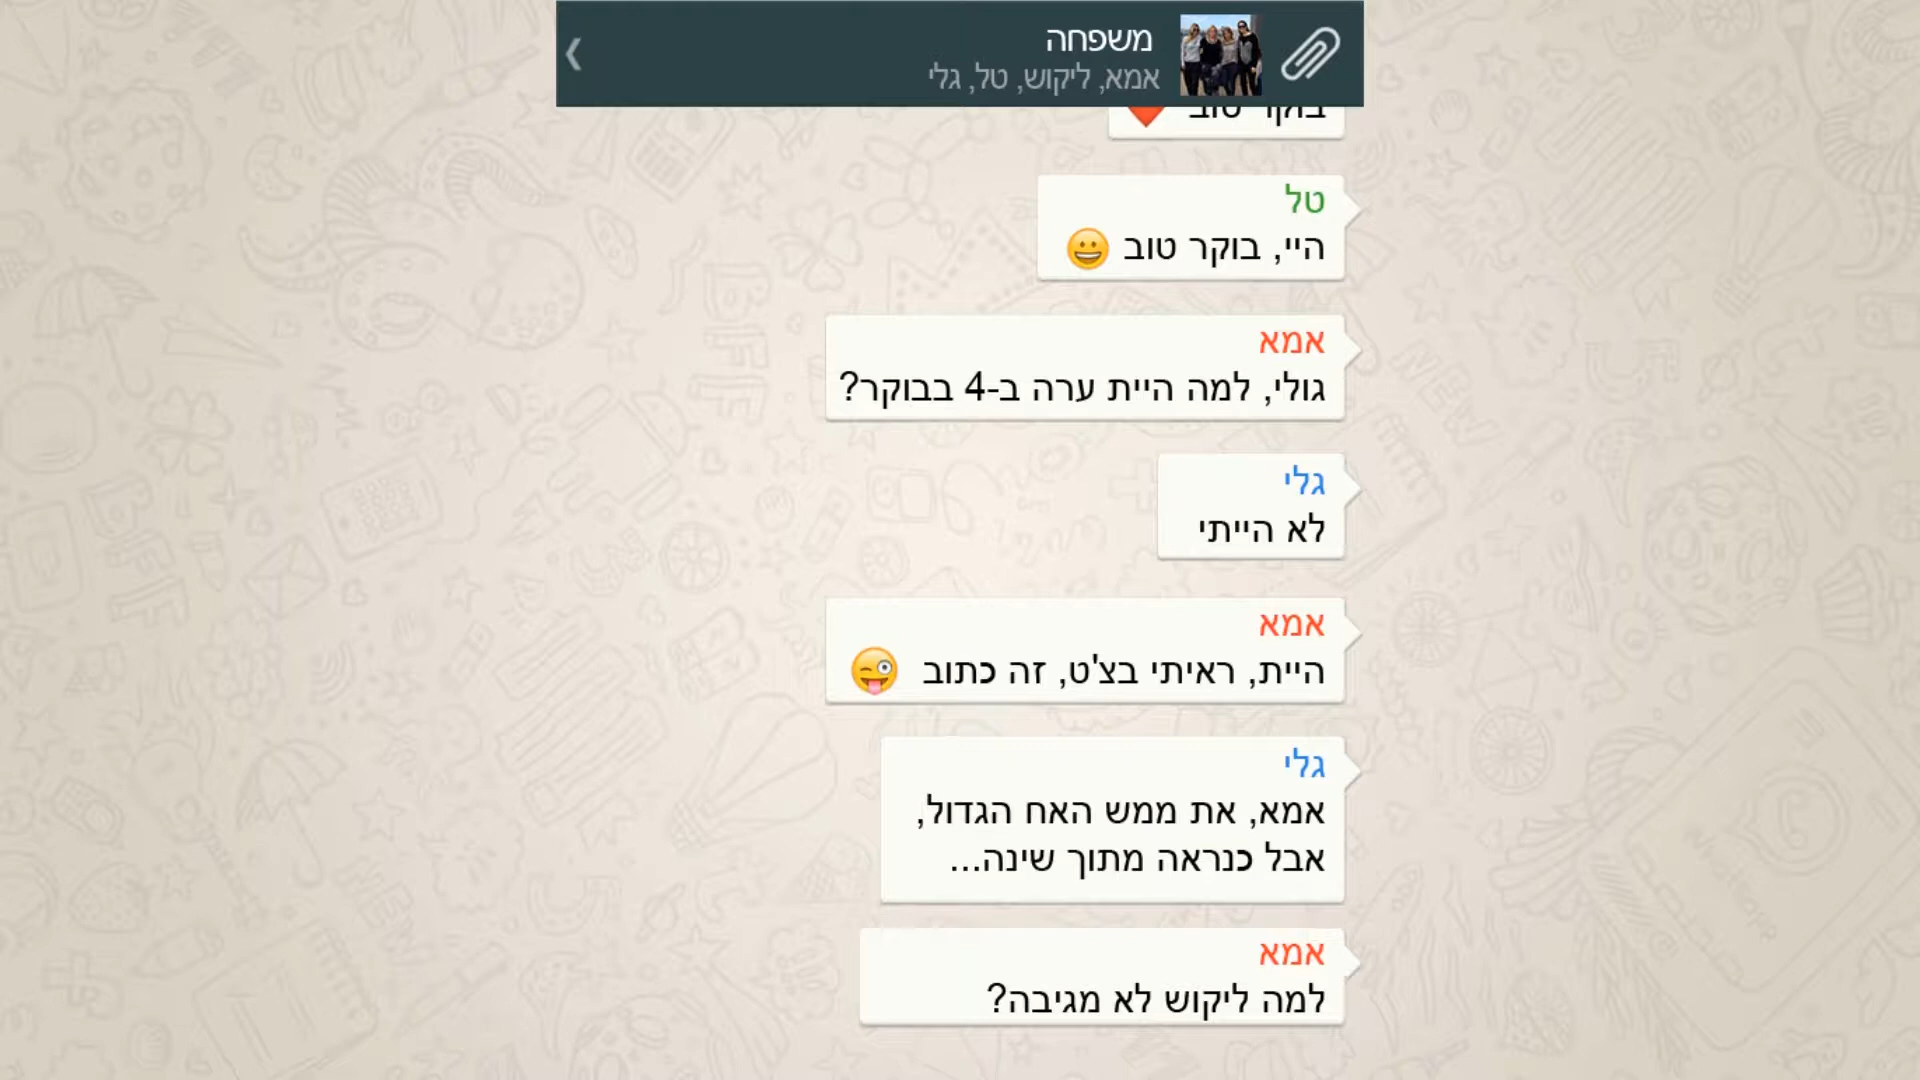 משפחה
אמא, ליקוש, טל, גלי
בוקר טוב ❤
טל
היי, בוקר טוב 😀
אמא
גולי, למה היית ערה ב-4 בבוקר?
גלי
לא הייתי
אמא
היית, ראיתי בצ'ט, זה כתוב 😜
גלי
אמא, את ממש האח הגדול,
אבל כנראה מתוך שינה...
אמא
למה ליקוש לא מגיבה?